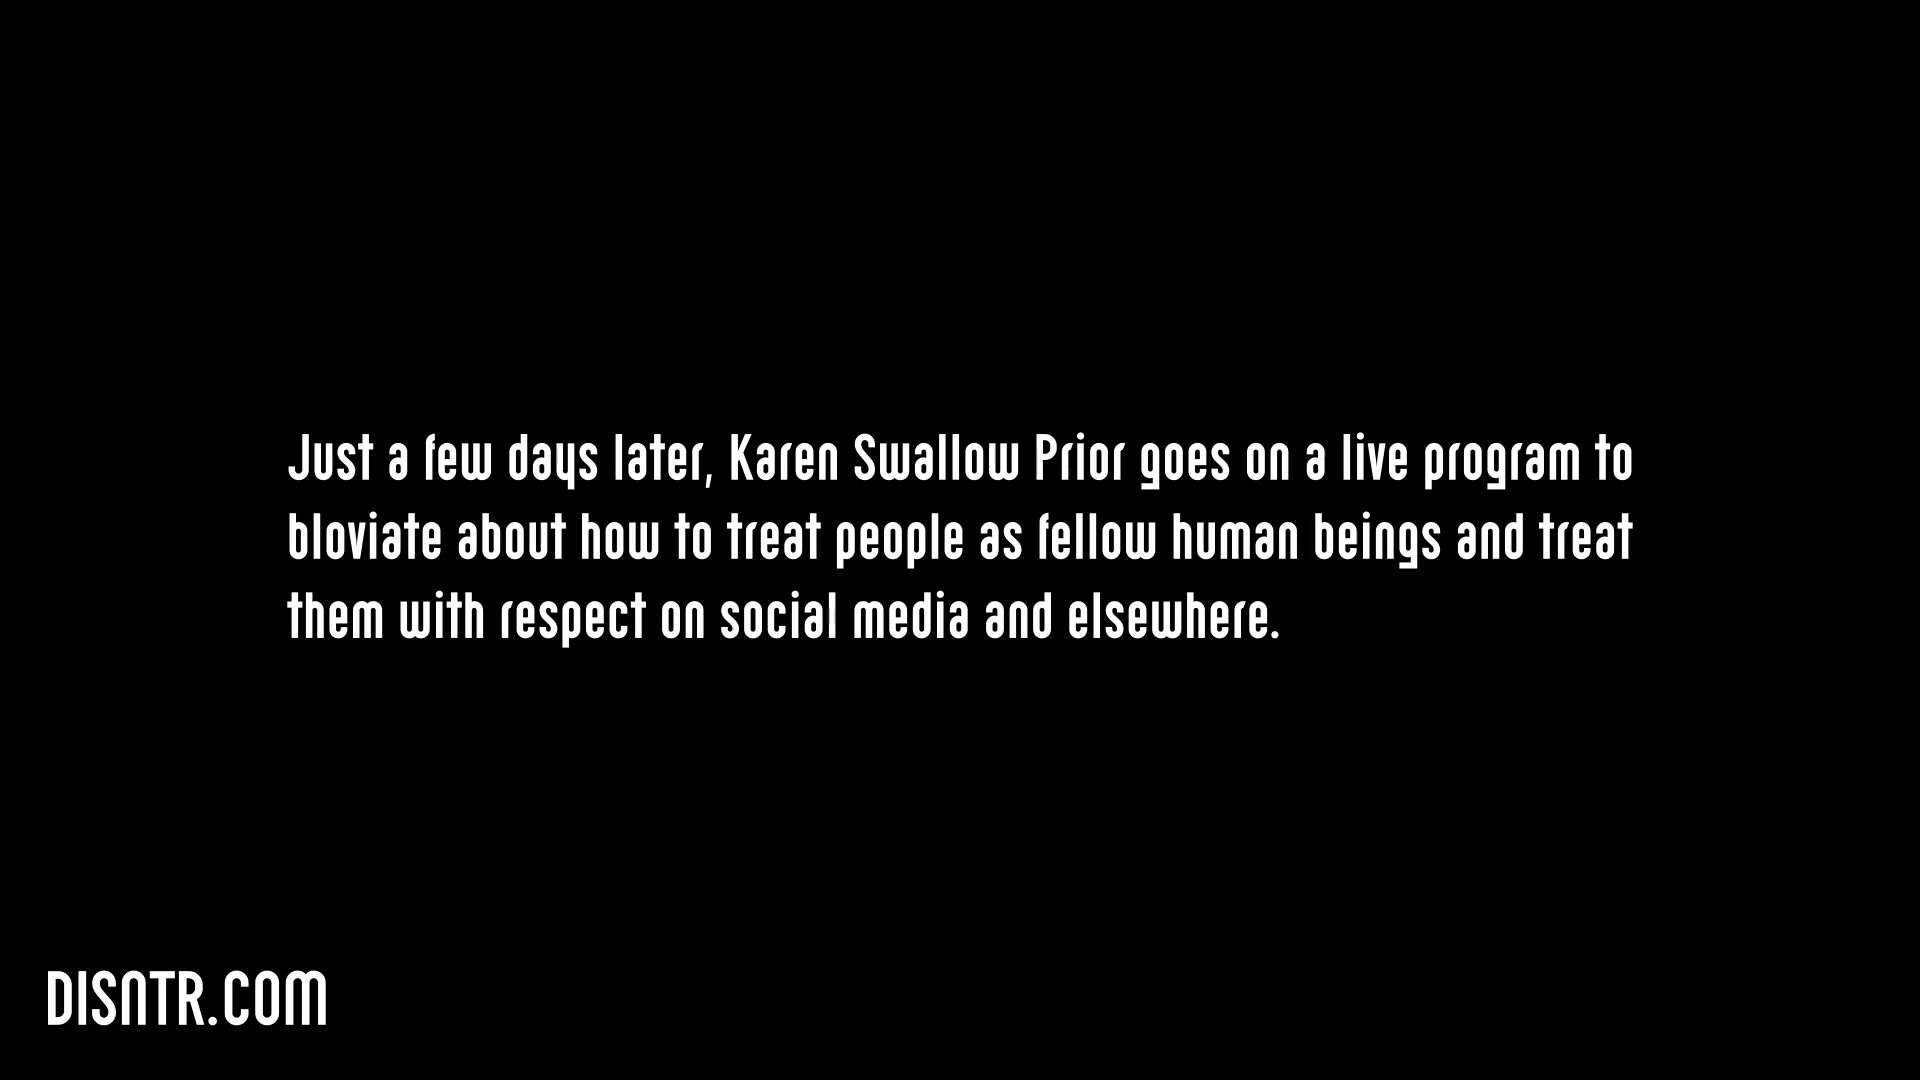 Just a few days later, Karen Swallow Prior goes on a live program to
bloviate about how to treat people as fellow human beings and treat
them with respect on social media and elsewhere.
DISNTR.COM